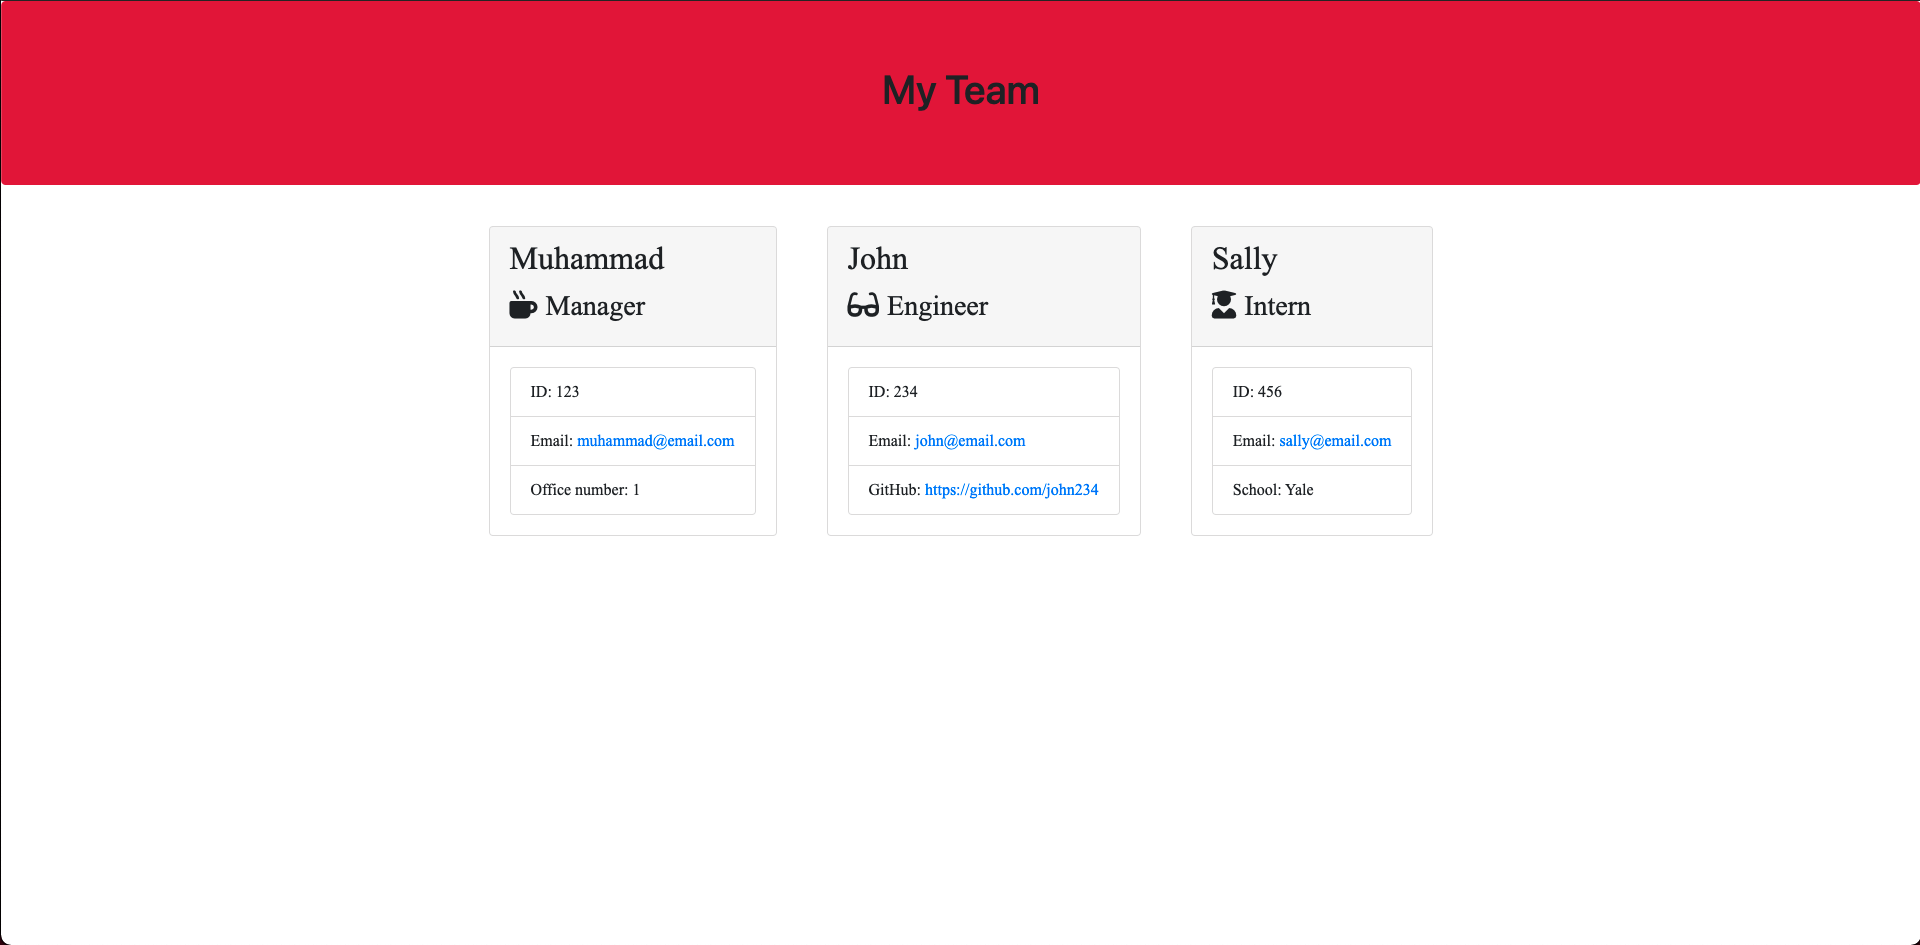 My Team
Muhammad
Manager
ID: 123
Email: muhammad@email.com
Office number: 1
John
Engineer
ID: 234
Email: john@email.com
GitHub: https://github.com/john234
Sally
Intern
ID: 456
Email: sally@email.com
School: Yale